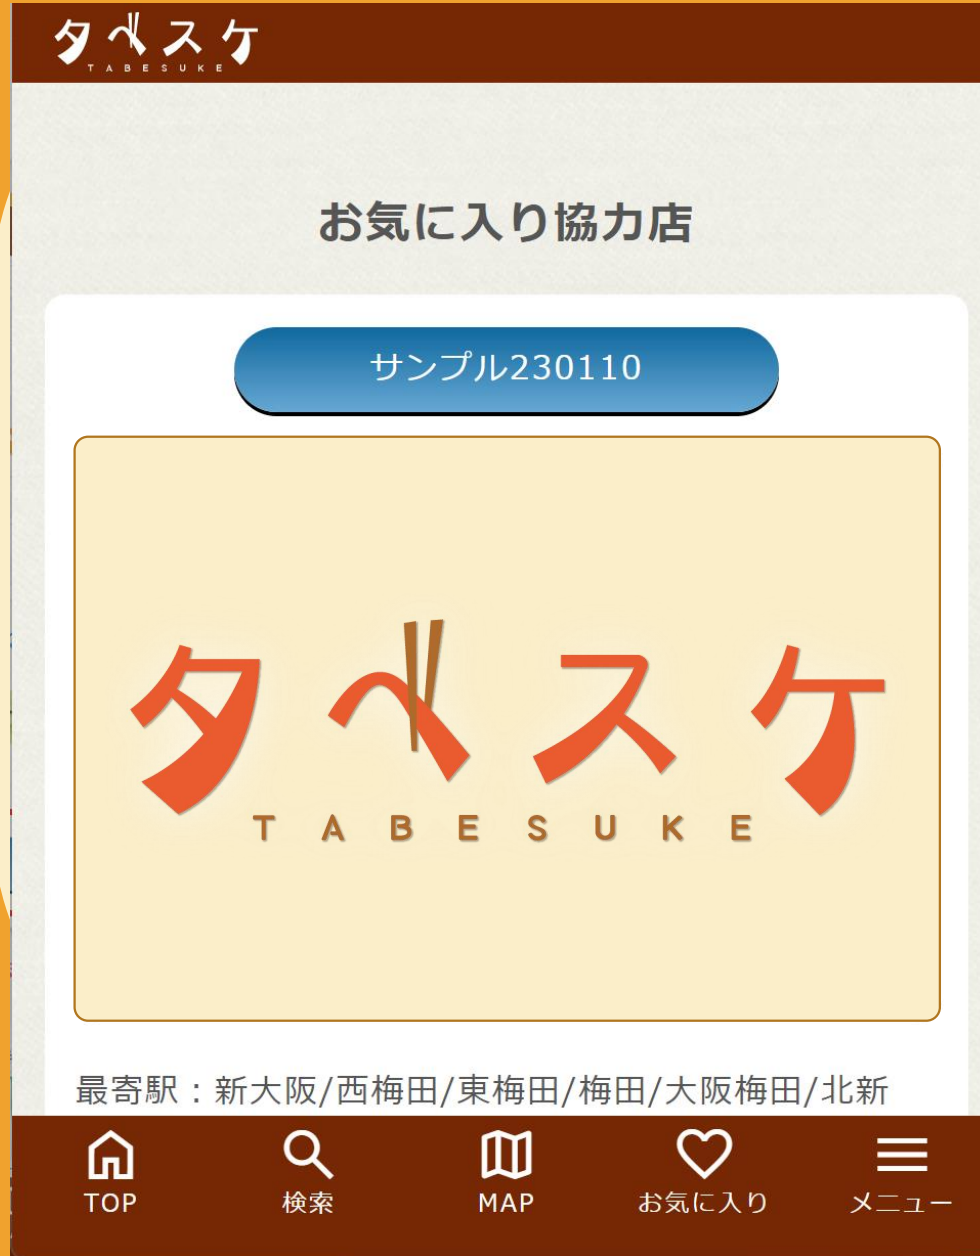 タベスケ
TABESUKE
お気に入り協力店
サンプル230110
タベスケ
TABESUKE
最寄駅：新大阪/西梅田/東梅田/梅田/大阪梅田/北新
TOP
検索
MAP
お気に入り
メニュー